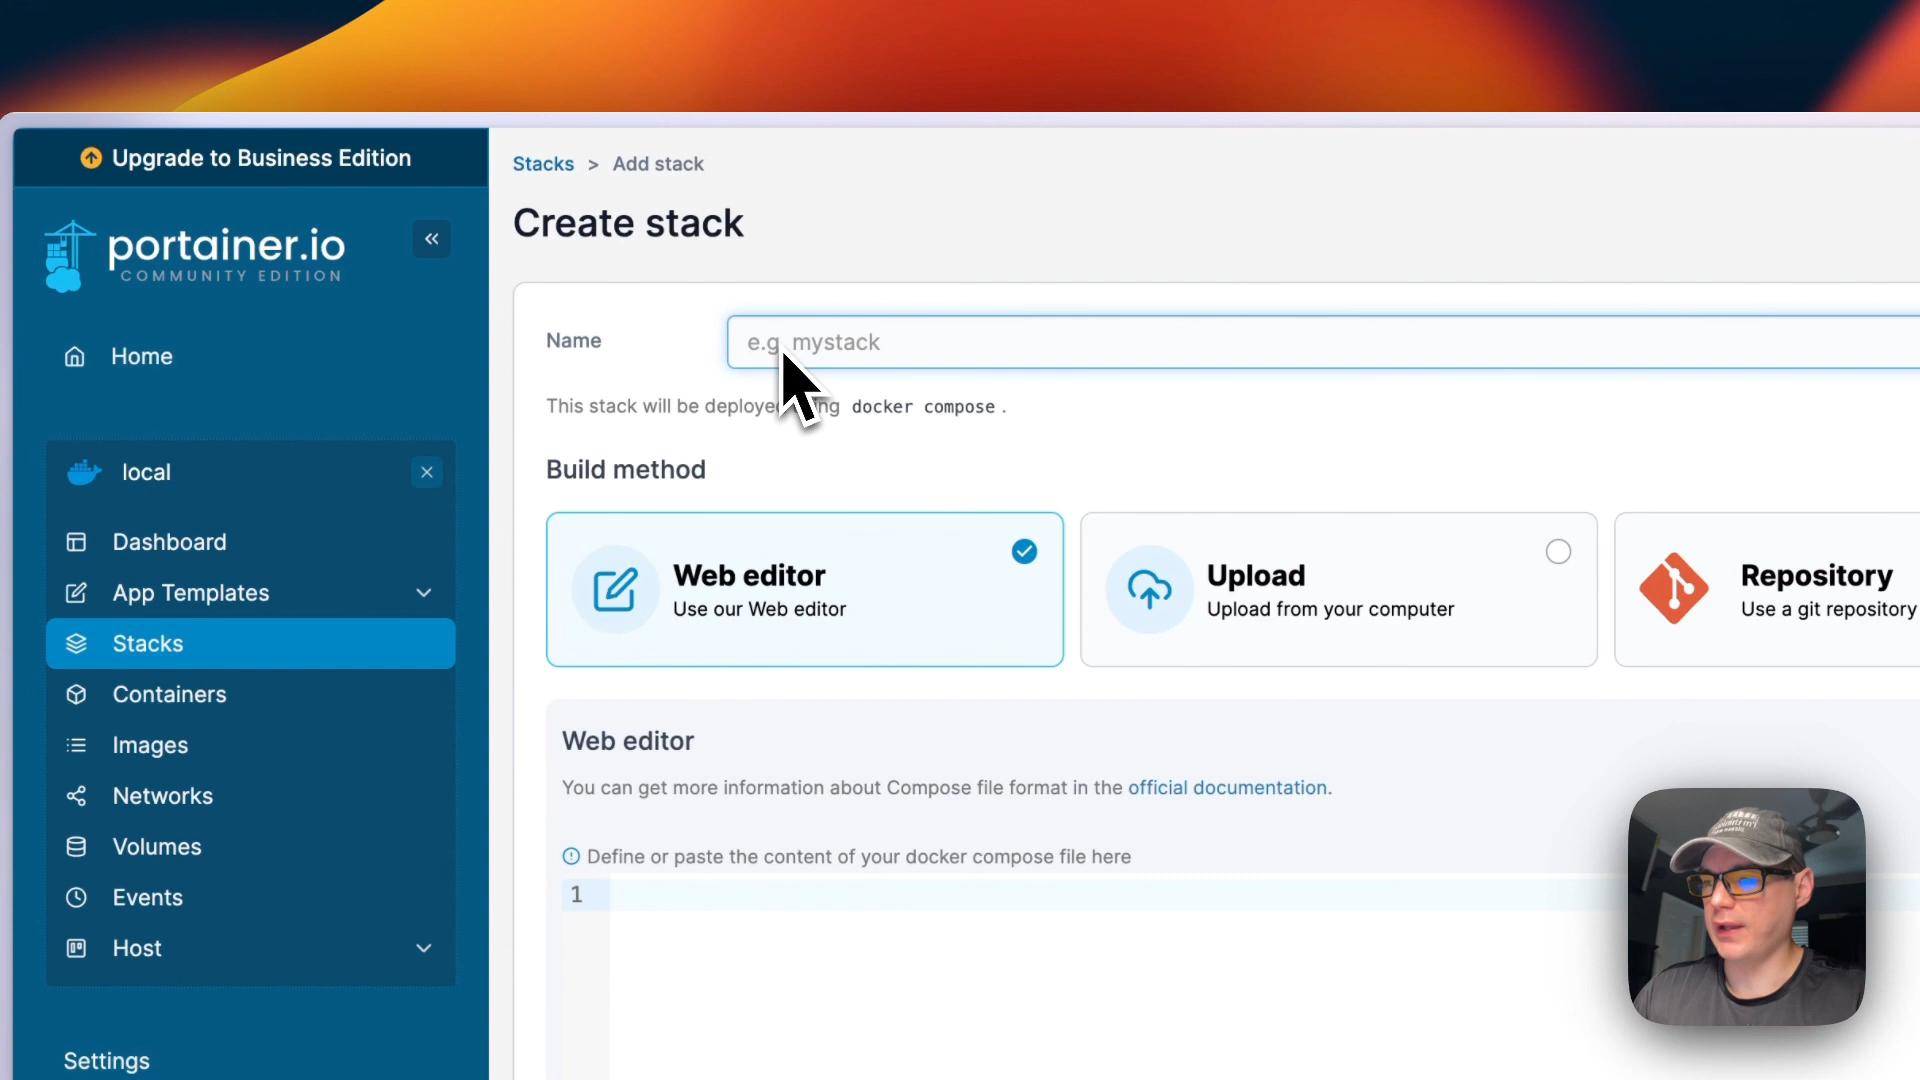 Upgrade to Business Edition
portainer.io
COMMUNITY EDITION
Home
local
Dashboard
App Templates
Stacks
Containers
Images
Networks
Volumes
Events
Host
Settings
Stacks > Add stack
Create stack
Name
e.g. mystack
This stack will be deployed using docker compose.
Build method
Web editor
Use our Web editor
Upload
Upload from your computer
Repository
Use a git repository
Web editor
You can get more information about Compose file format in the official documentation.
Define or paste the content of your docker compose file here
1